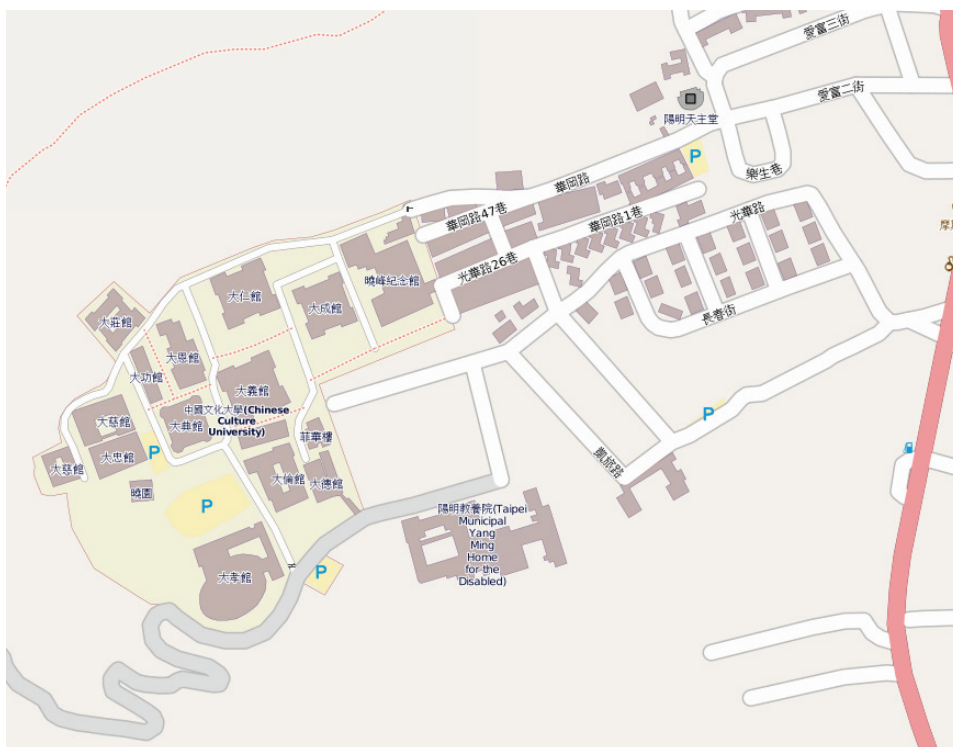 愛富三街
愛富二街
陽明天主堂
P
樂生巷
華岡路
華岡路47巷
華岡路1巷
光華路
光華路26巷
曉峰紀念館
大仁館
大成館
長春街
大莊館
大恩館
大功館
大義館
中國文化大學(Chinese
Culture
University)
大典館
大慈館
大忠館
P
菲華樓
P
凱旋路
大慈館
大倫館
大德館
曉園
P
陽明教養院(Taipei
Municipal
Yang
Ming
Home
for the
Disabled)
大孝館
P